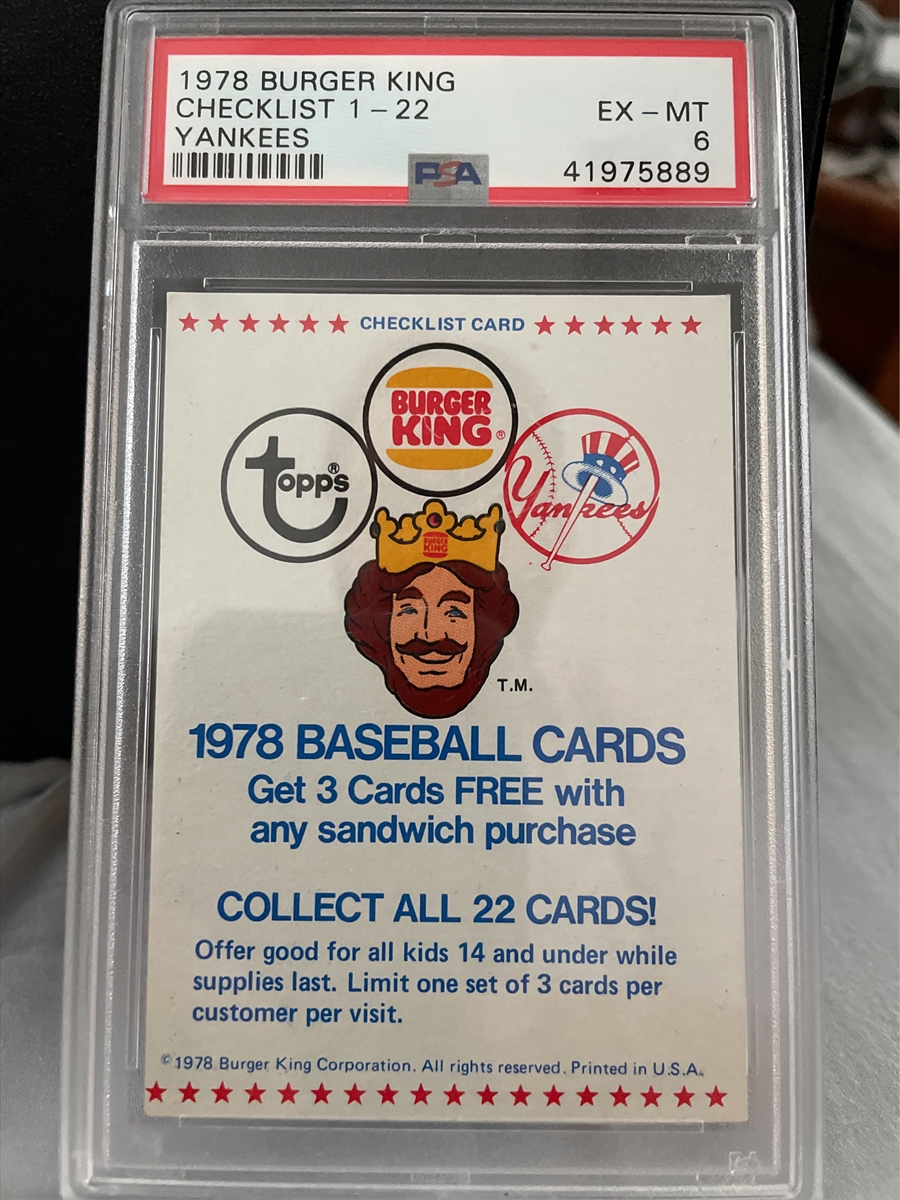 1978 BURGER KING
CHECKLIST 1 - 22
YANKEES
EX - MT
6
41975889
PSA
★ ★ ★ ★ ★ ★ CHECKLIST CARD ★ ★ ★ ★ ★ ★
BURGER
KING®
topps®
Yankees
BURGER
KING
T.M.
1978 BASEBALL CARDS
Get 3 Cards FREE with
any sandwich purchase
COLLECT ALL 22 CARDS!
Offer good for all kids 14 and under while
supplies last. Limit one set of 3 cards per
customer per visit.
©1978 Burger King Corporation. All rights reserved. Printed in U.S.A.